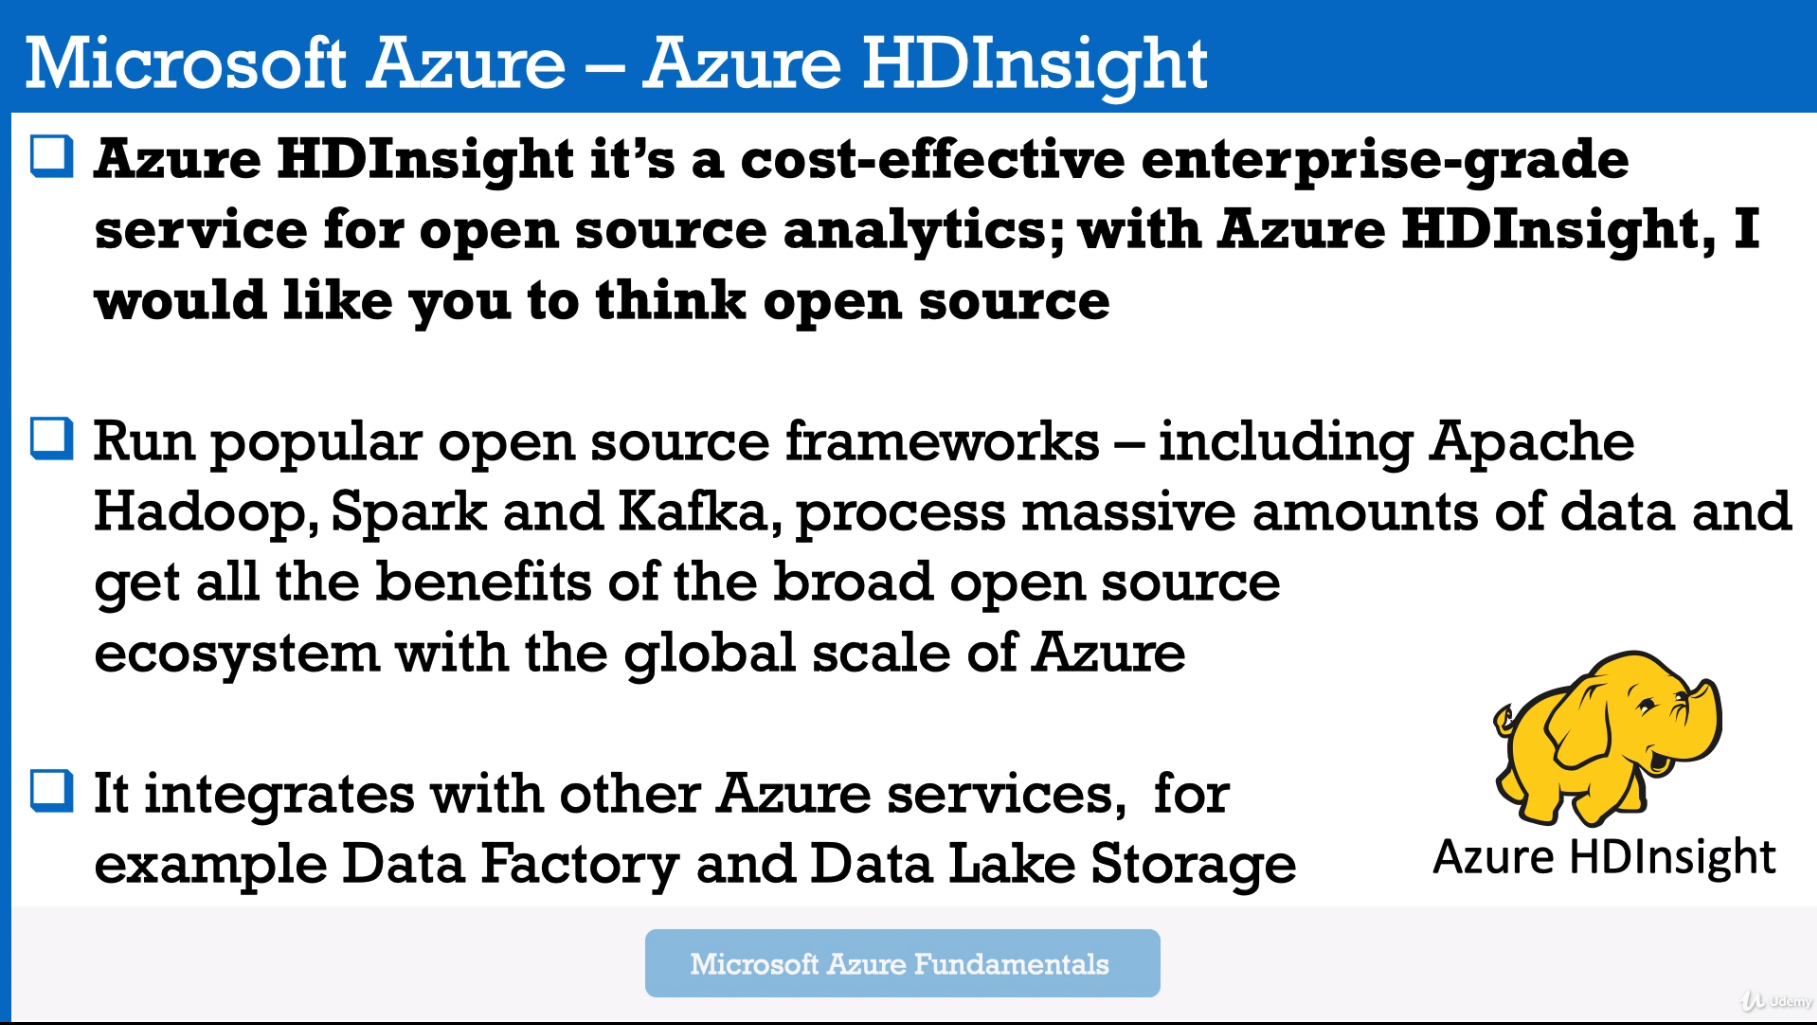 Microsoft Azure – Azure HDInsight
Azure HDInsight it's a cost-effective enterprise-grade
service for open source analytics; with Azure HDInsight, I
would like you to think open source
Run popular open source frameworks – including Apache
Hadoop, Spark and Kafka, process massive amounts of data and
get all the benefits of the broad open source
ecosystem with the global scale of Azure
It integrates with other Azure services,  for
example Data Factory and Data Lake Storage
Azure HDInsight
Microsoft Azure Fundamentals
Udemy